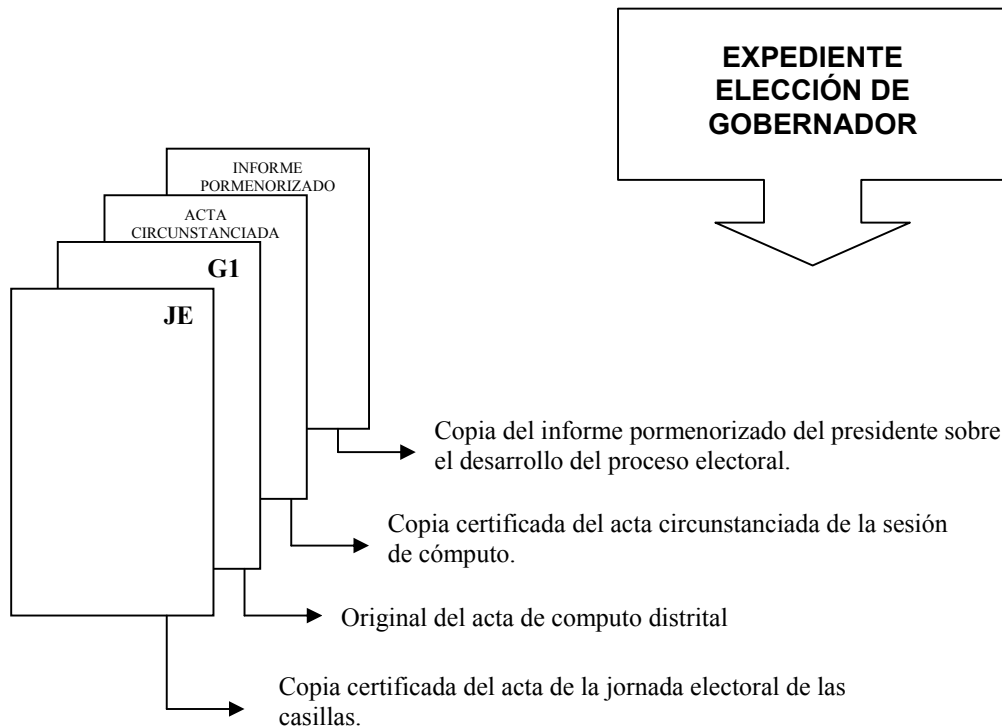 EXPEDIENTE
ELECCIÓN DE
GOBERNADOR
INFORME
PORMENORIZADO
ACTA
CIRCUNSTANCIADA
G1
JE
Copia del informe pormenorizado del presidente sobre
el desarrollo del proceso electoral.
Copia certificada del acta circunstanciada de la sesión
de cómputo.
Original del acta de computo distrital
Copia certificada del acta de la jornada electoral de las
casillas.